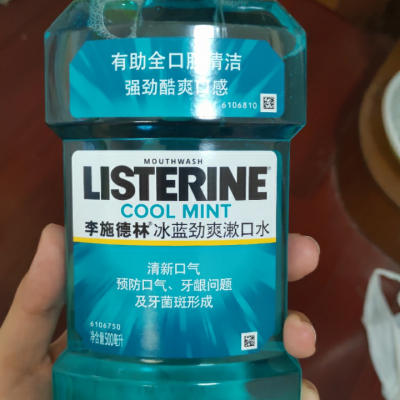 有助全口腔清洁
强劲酷爽口感
6106810
MOUTHWASH
LISTERINE
COOL MINT
李施德林® 冰蓝劲爽漱口水
清新口气
预防口气、牙龈问题
及牙菌斑形成
6106750
净含量500毫升